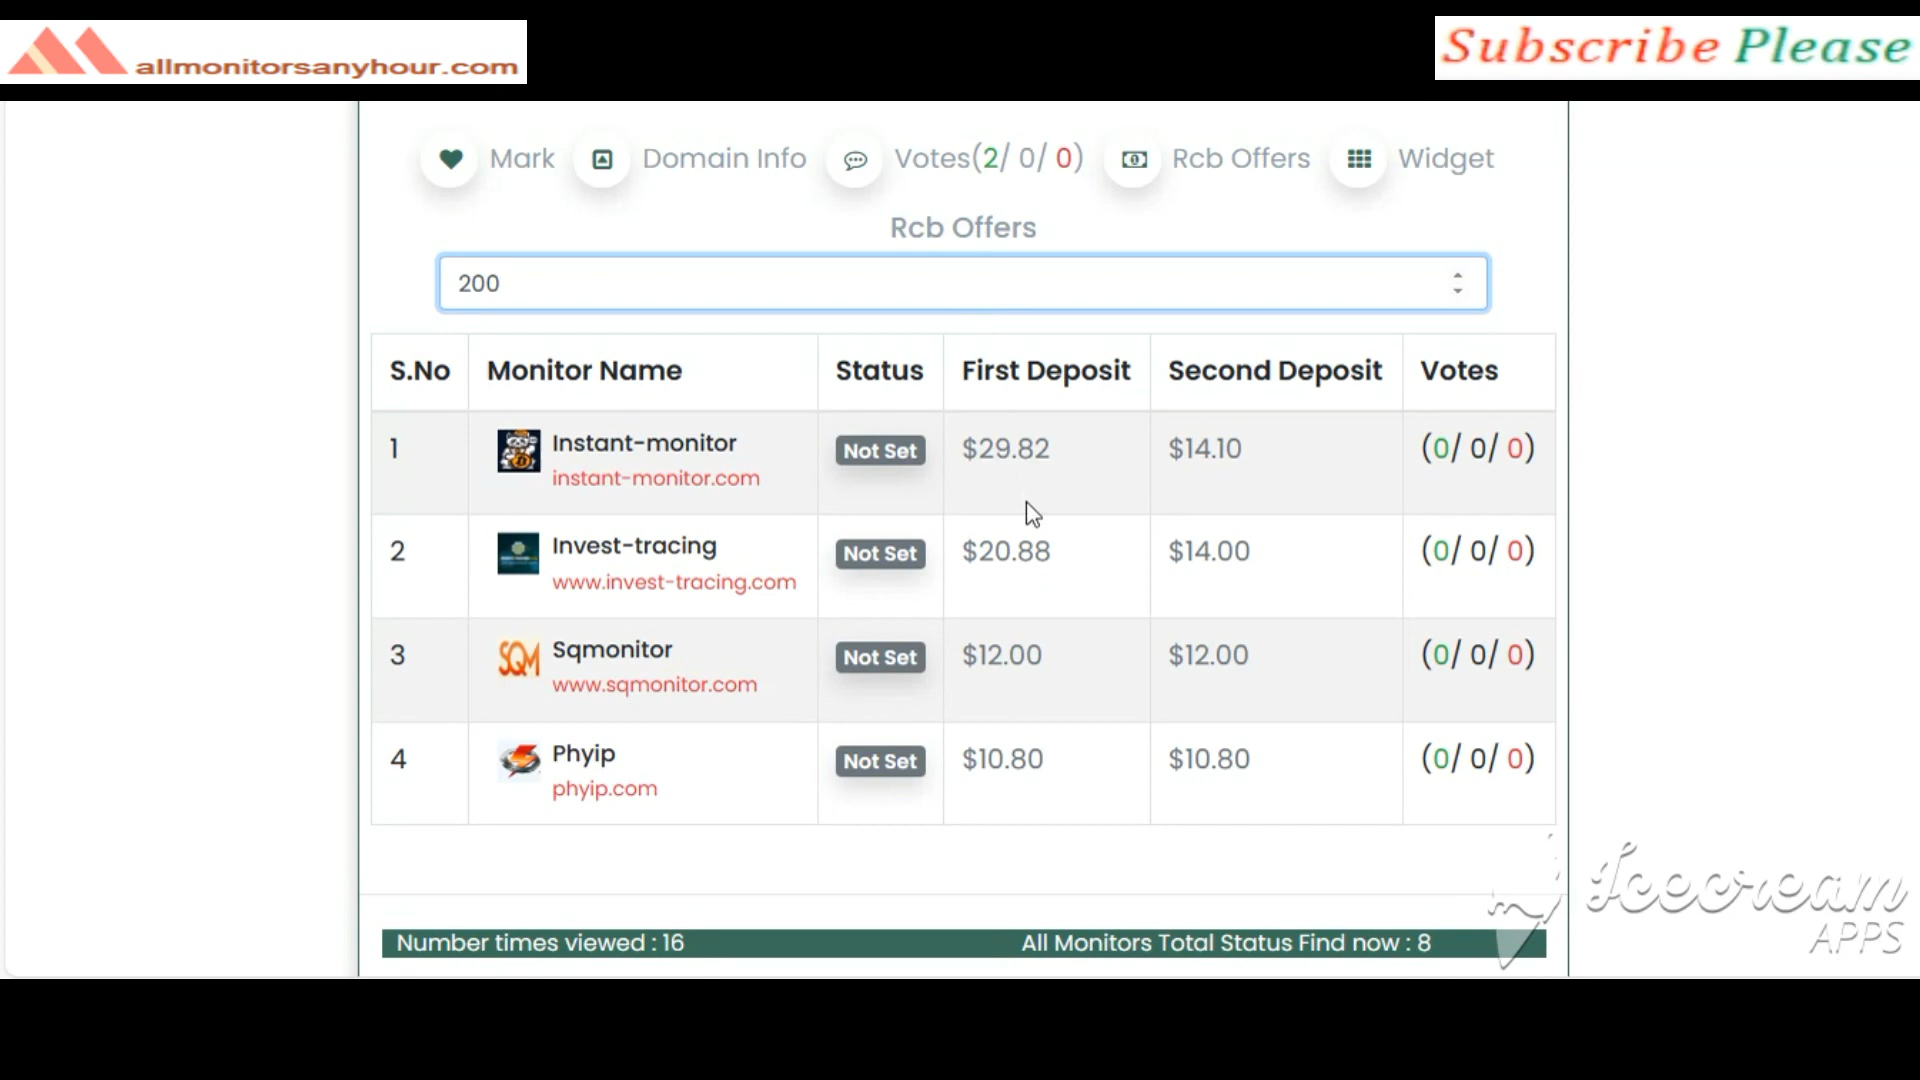 allmonitorsanyhour.com
Subscribe Please
Mark Domain Info Votes(2/ 0/ 0) Rcb Offers Widget
Rcb Offers
200
S.No Monitor Name Status First Deposit Second Deposit Votes
1 Instant-monitor Not Set $29.82 $14.10 (0/ 0/ 0)
instant-monitor.com
2 Invest-tracing Not Set $20.88 $14.00 (0/ 0/ 0)
www.invest-tracing.com
3 SQM Sqmonitor Not Set $12.00 $12.00 (0/ 0/ 0)
www.sqmonitor.com
4 Phyip Not Set $10.80 $10.80 (0/ 0/ 0)
phyip.com
Number times viewed : 16 All Monitors Total Status Find now : 8
Icecream
APPS